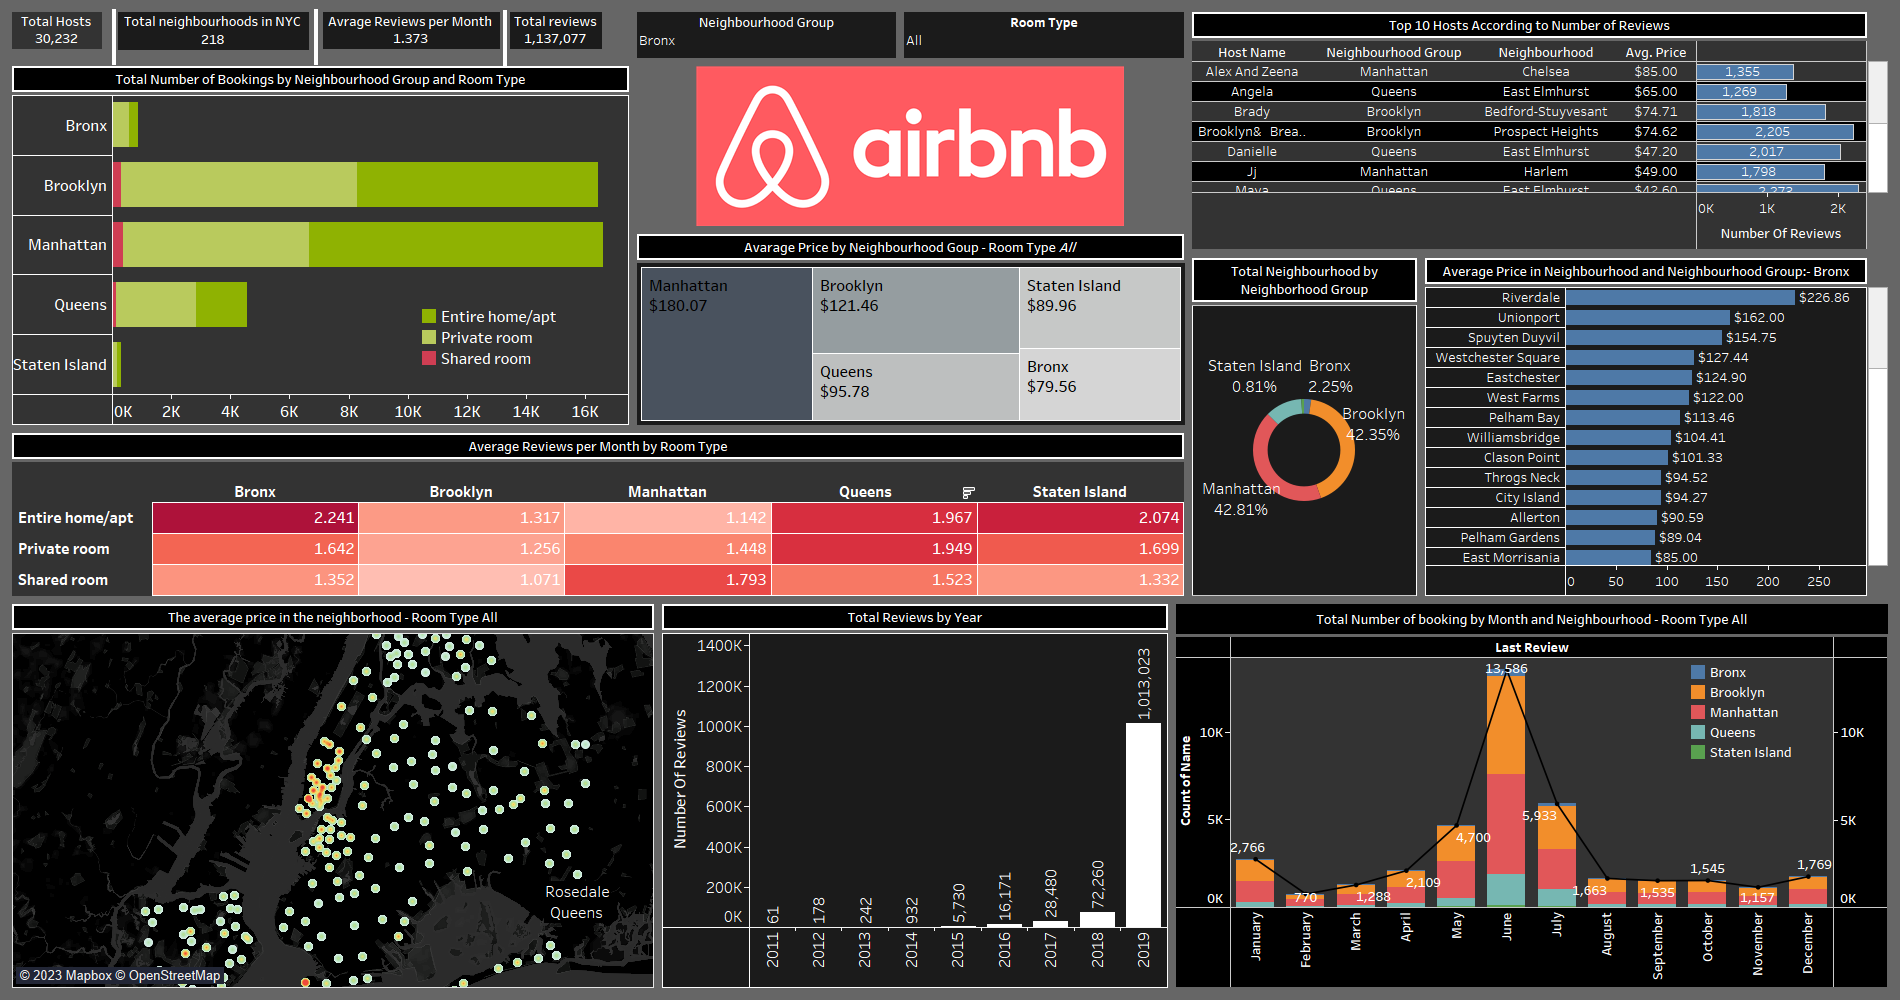 Total Hosts
30,232
Total neighbourhoods in NYC
218
Avrage Reviews per Month
1.373
Total reviews
1,137,077
Neighbourhood Group
Bronx
Room Type
All
Top 10 Hosts According to Number of Reviews
Host Name Neighbourhood Group Neighbourhood Avg. Price
Alex And Zeena Manhattan Chelsea $85.00 1,355
Angela Queens East Elmhurst $65.00 1,269
Brady Brooklyn Bedford-Stuyvesant $74.71 1,818
Brooklyn& Brea.. Brooklyn Prospect Heights $74.62 2,205
Danielle Queens East Elmhurst $47.20 2,017
Jj Manhattan Harlem $49.00 1,798
Maya Queens East Elmhurst $42.60 2,273
0K 1K 2K
Number Of Reviews
Total Number of Bookings by Neighbourhood Group and Room Type
Bronx
Brooklyn
Manhattan
Queens
Staten Island
Entire home/apt
Private room
Shared room
0K 2K 4K 6K 8K 10K 12K 14K 16K
airbnb
Avarage Price by Neighbourhood Goup - Room Type All
Manhattan
$180.07
Brooklyn
$121.46
Staten Island
$89.96
Queens
$95.78
Bronx
$79.56
Total Neighbourhood by
Neighborhood Group
Staten Island
0.81%
Bronx
2.25%
Brooklyn
42.35%
Manhattan
42.81%
Average Price in Neighbourhood and Neighbourhood Group:- Bronx
Riverdale $226.86
Unionport $162.00
Spuyten Duyvil $154.75
Westchester Square $127.44
Eastchester $124.90
West Farms $122.00
Pelham Bay $113.46
Williamsbridge $104.41
Clason Point $101.33
Throgs Neck $94.52
City Island $94.27
Allerton $90.59
Pelham Gardens $89.04
East Morrisania $85.00
0 50 100 150 200 250
Average Reviews per Month by Room Type
Bronx Brooklyn Manhattan Queens Staten Island
Entire home/apt 2.241 1.317 1.142 1.967 2.074
Private room 1.642 1.256 1.448 1.949 1.699
Shared room 1.352 1.071 1.793 1.523 1.332
The average price in the neighborhood - Room Type All
Rosedale
Queens
© 2023 Mapbox © OpenStreetMap
Total Reviews by Year
Number Of Reviews
1400K
1200K
1000K
800K
600K
400K
200K
0K
61 178 242 932 5,730 16,171 28,480 72,260 1,013,023
2011 2012 2013 2014 2015 2016 2017 2018 2019
Total Number of booking by Month and Neighbourhood - Room Type All
Last Review
Count of Name
10K
5K
0K
2,766 770 1,288 2,109 4,700 13,586 5,933 1,663 1,535 1,545 1,157 1,769
Bronx
Brooklyn
Manhattan
Queens
Staten Island
10K
5K
0K
January February March April May June July August September October November December